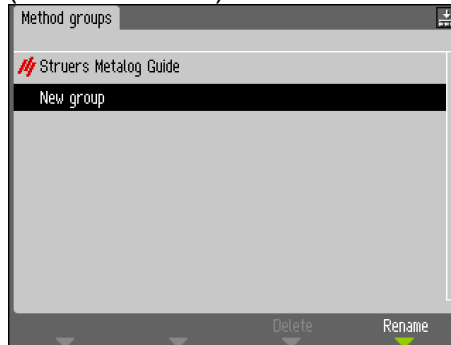 Method groups
Struers Metalog Guide
New group
Delete
Rename